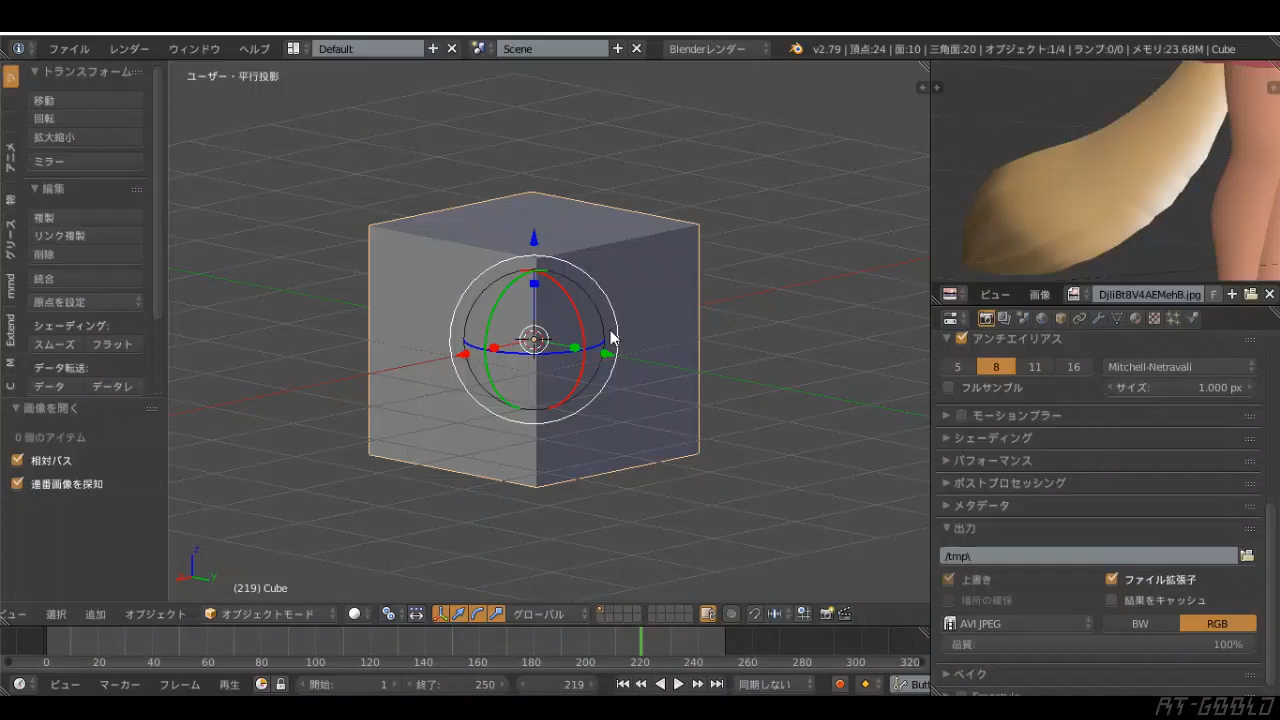 ファイル レンダー ウィンドウ ヘルプ Default Scene Blenderレンダー v2.79 | 頂点:24 | 面:10 | 三角面:20 | オブジェクト:1/4 | ランプ:0/0 | メモリ:23.68M | Cube
トランスフォーム
移動
回転
拡大縮小
ミラー
編集
複製
リンク複製
削除
統合
原点を設定
シェーディング:
スムーズ フラット
データ転送:
データ データレ
アニメ
物
グリース
mmd
Extend
M
C
画像を開く
0 個のアイテム
相対パス
連番画像を探知
ユーザー・平行投影
z
x
y
(219) Cube
ュー 選択 追加 オブジェクト オブジェクトモード グローバル
0 20 40 60 80 100 120 140 160 180 200 220 240 260 280 300 320
ビュー マーカー フレーム 再生 開始: 1 終了: 250 219 同期しない Butt
ビュー 画像 DjIiBt8V4AEMehB.jpg F
アンチエイリアス
5 8 11 16 Mitchell-Netravali
フルサンプル サイズ: 1.000 px
モーションブラー
シェーディング
パフォーマンス
ポストプロセッシング
メタデータ
出力
/tmp\
上書き ファイル拡張子
場所の確保 結果をキャッシュ
AVI JPEG BW RGB
品質: 100%
ベイク
Freestyle